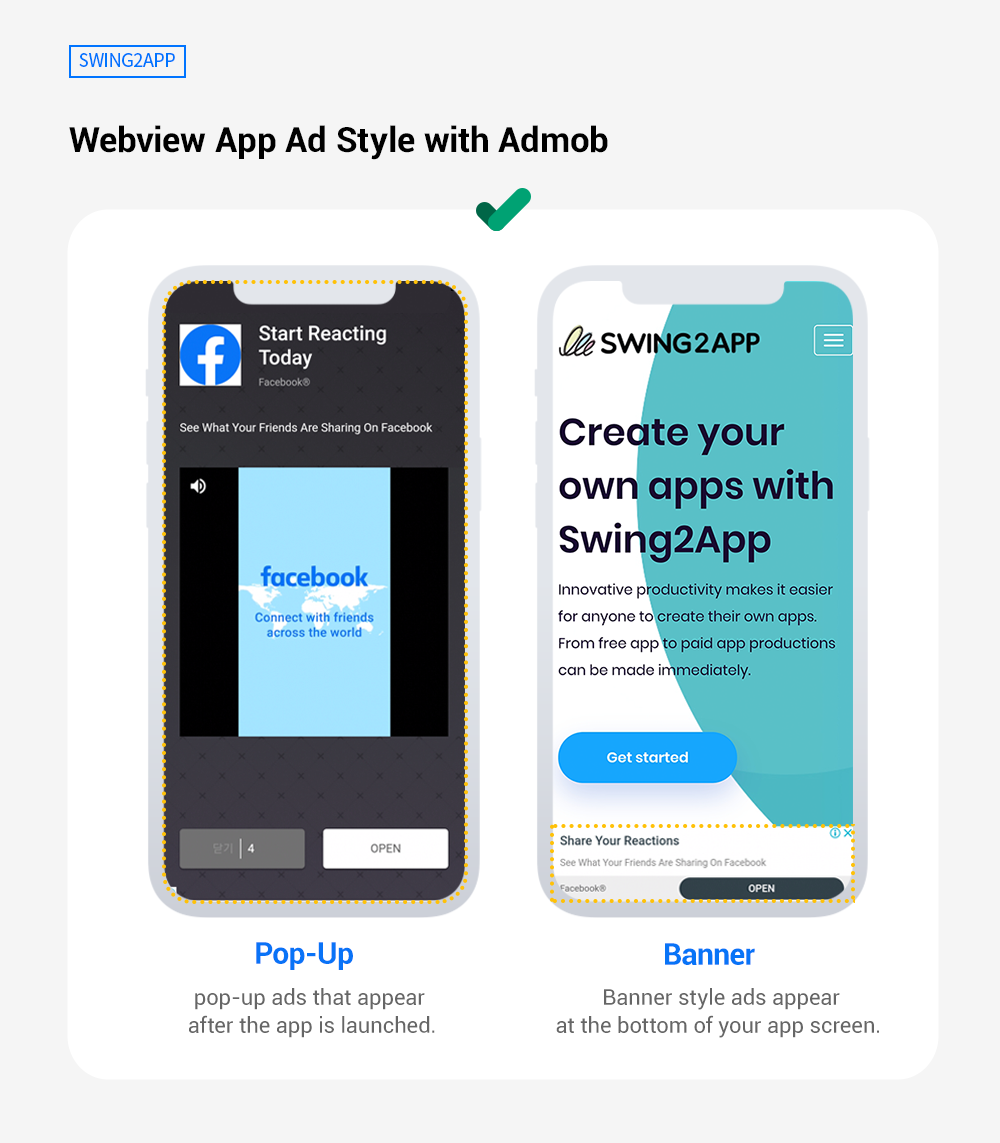 SWING2APP
Webview App Ad Style with Admob
Start Reacting
Today
Facebook®
See What Your Friends Are Sharing On Facebook
facebook
Connect with friends
across the world
닫기 4
OPEN
Pop-Up
pop-up ads that appear
after the app is launched.
SWING2APP
Create your
own apps with
Swing2App
Innovative productivity makes it easier
for anyone to create their own apps.
From free app to paid app productions
can be made immediately.
Get started
Share Your Reactions
See What Your Friends Are Sharing On Facebook
Facebook®
OPEN
Banner
Banner style ads appear
at the bottom of your app screen.